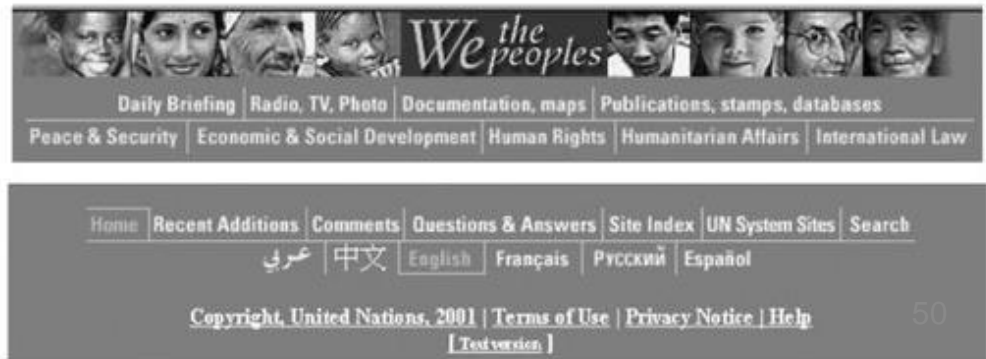 We the peoples
Daily Briefing | Radio, TV, Photo | Documentation, maps | Publications, stamps, databases
Peace & Security | Economic & Social Development | Human Rights | Humanitarian Affairs | International Law
Home | Recent Additions | Comments | Questions & Answers | Site Index | UN System Sites | Search
عربي | 中文 | English | Français | Русский | Español
Copyright, United Nations, 2001 | Terms of Use | Privacy Notice | Help
50
[ Text version ]